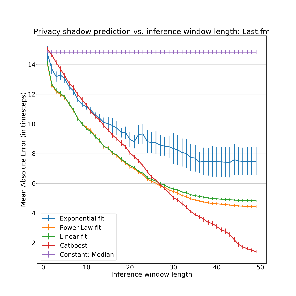 Privacy shadow prediction vs. inference window length: Last fm
Mean Absolute Error (in timesteps)
14
12
10
8
6
4
2
Exponential fit
Power Law fit
Linear fit
Catboost
Constant: Median
0
10
20
30
40
50
Inference window length